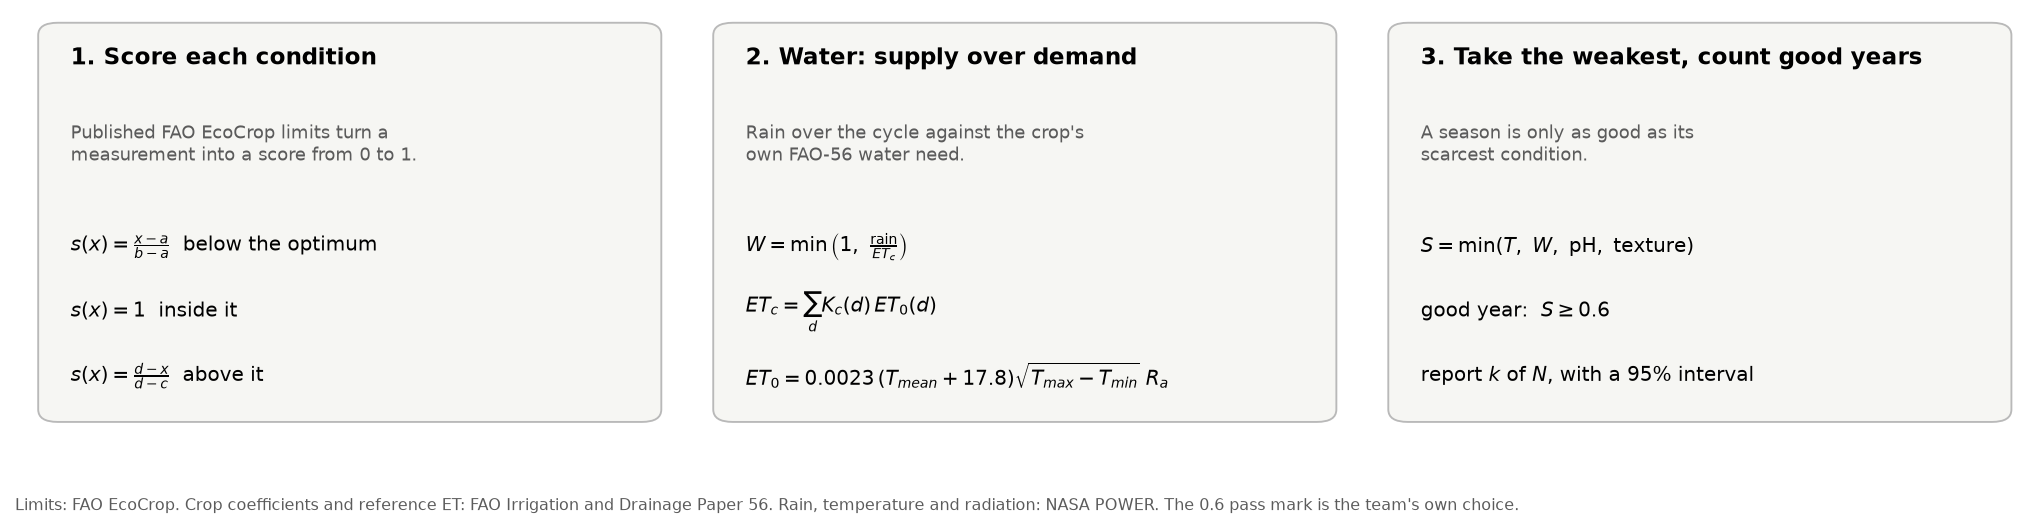 1. Score each condition
Published FAO EcoCrop limits turn a
measurement into a score from 0 to 1.
s(x) = (x − a)/(b − a) below the optimum
s(x) = 1 inside it
s(x) = (d − x)/(d − c) above it
2. Water: supply over demand
Rain over the cycle against the crop's
own FAO-56 water need.
W = min(1, rain/ET_c)
ET_c = ∑_d K_c(d) ET_0(d)
ET_0 = 0.0023 (T_mean + 17.8)√(T_max − T_min) R_a
3. Take the weakest, count good years
A season is only as good as its
scarcest condition.
S = min(T, W, pH, texture)
good year: S ≥ 0.6
report k of N, with a 95% interval
Limits: FAO EcoCrop. Crop coefficients and reference ET: FAO Irrigation and Drainage Paper 56. Rain, temperature and radiation: NASA POWER. The 0.6 pass mark is the team's own choice.